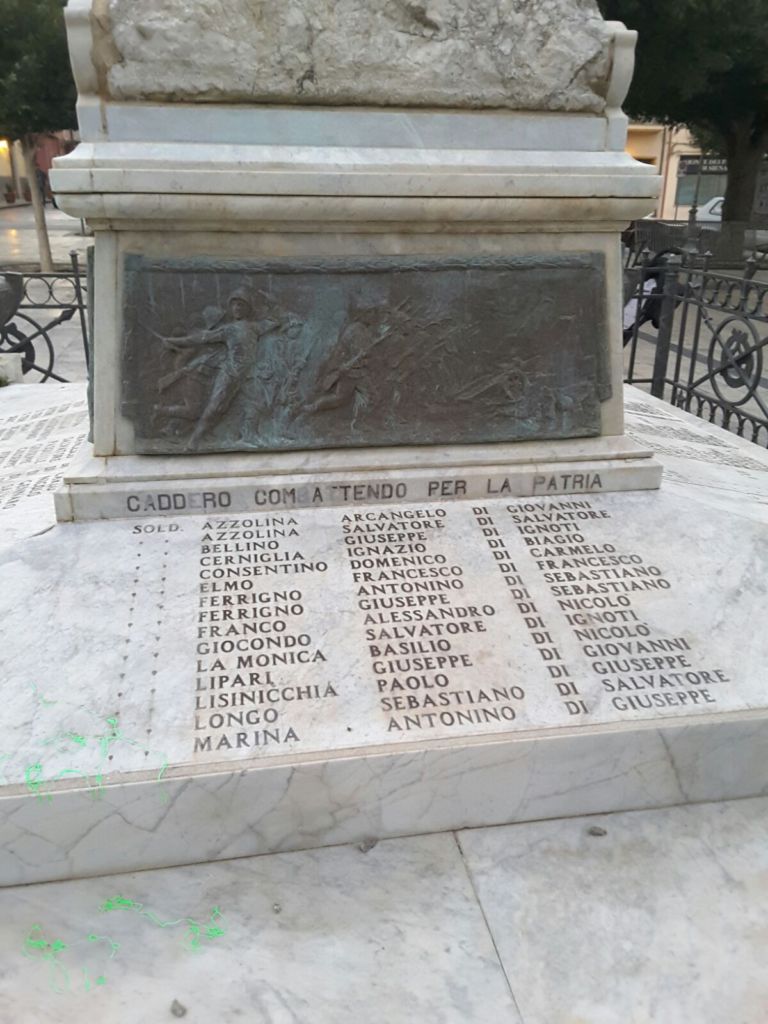 CADDERO COMBATTENDO PER LA PATRIA
SOLD. AZZOLINA ARCANGELO DI GIOVANNI
" " AZZOLINA SALVATORE DI SALVATORE
" " BELLINO GIUSEPPE DI IGNOTI
" " CERNIGLIA IGNAZIO DI BIAGIO
" " CONSENTINO DOMENICO DI CARMELO
" " ELMO FRANCESCO DI FRANCESCO
" " FERRIGNO ANTONINO DI SEBASTIANO
" " FERRIGNO GIUSEPPE DI SEBASTIANO
" " FRANCO ALESSANDRO DI NICOLO
" " GIOCONDO SALVATORE DI IGNOTI
" " LA MONICA BASILIO DI NICOLO
" " LIPARI GIUSEPPE DI GIOVANNI
" " LISINICCHIA PAOLO DI GIUSEPPE
" " LONGO SEBASTIANO DI SALVATORE
" " MARINA ANTONINO DI GIUSEPPE